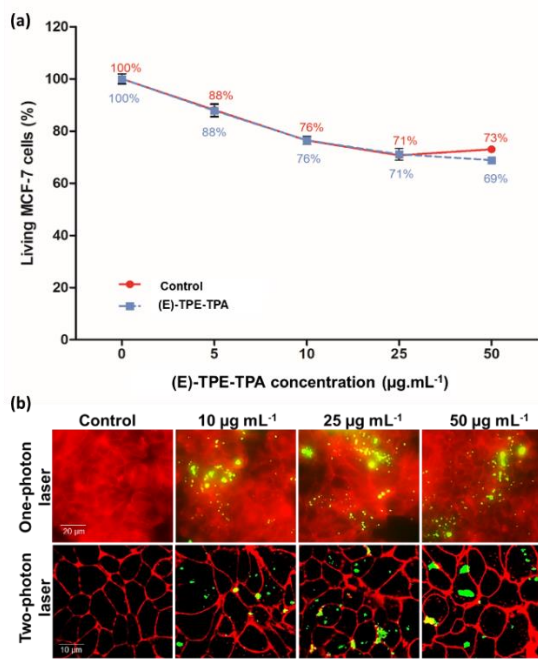 (a)
120
100
80
60
40
20
0
Living MCF-7 cells (%)
100%
88%
76%
71%
73%
100%
88%
76%
71%
69%
Control
(E)-TPE-TPA
0 5 10 25 50
(E)-TPE-TPA concentration (µg.mL⁻¹)
(b)
Control 10 µg mL⁻¹ 25 µg mL⁻¹ 50 µg mL⁻¹
One-photon
laser
20 µm
Two-photon
laser
10 µm